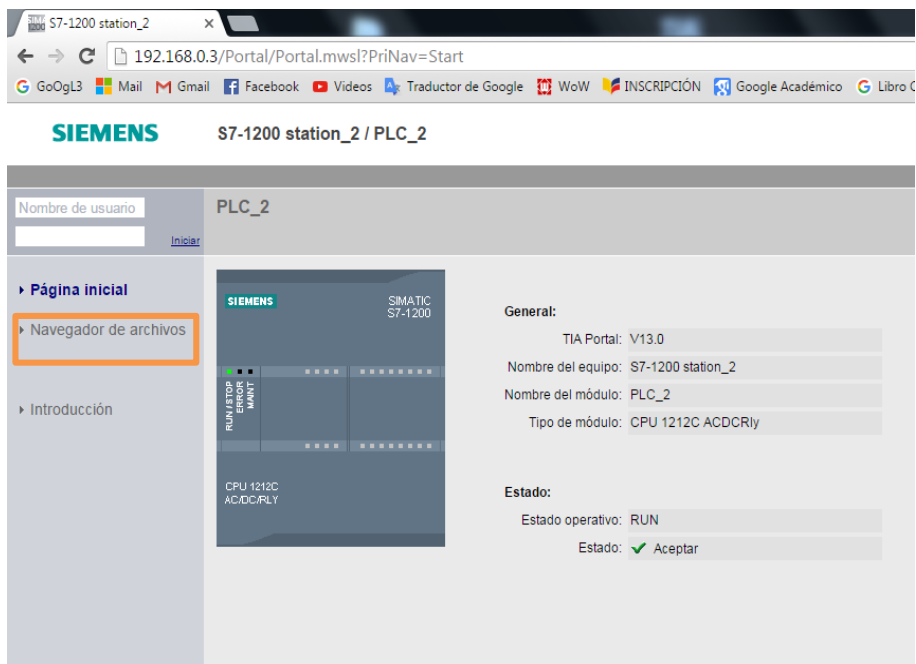 S7-1200 station_2
192.168.0.3/Portal/Portal.mwsl?PriNav=Start
GoOgL3 Mail Gmail Facebook Videos Traductor de Google WoW INSCRIPCIÓN Google Académico Libro
SIEMENS S7-1200 station_2 / PLC_2
Nombre de usuario
PLC_2
Iniciar
Página inicial
Navegador de archivos
Introducción
SIEMENS
SIMATIC
S7-1200
RUN / STOP
ERROR
MAINT
CPU 1212C
AC/DC/RLY
General:
TIA Portal: V13.0
Nombre del equipo: S7-1200 station_2
Nombre del módulo: PLC_2
Tipo de módulo: CPU 1212C ACDCRly
Estado:
Estado operativo: RUN
Estado: Aceptar